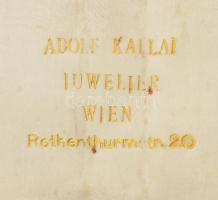 ADOLF KALLAI
JUWELIER
WIEN
Rothenthurmstr. 20